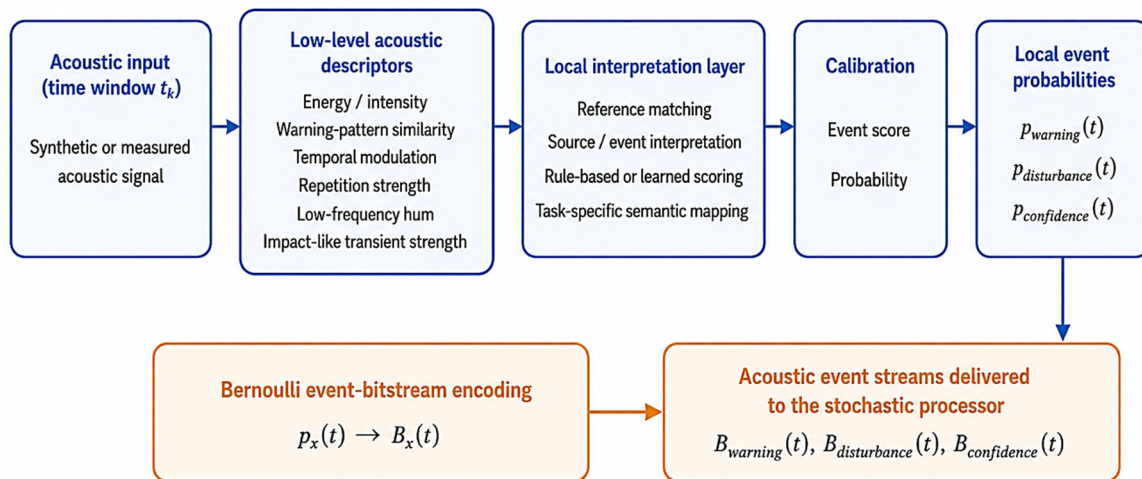 Acoustic input
(time window t_k)
Synthetic or measured
acoustic signal
Low-level acoustic
descriptors
Energy / intensity
Warning-pattern similarity
Temporal modulation
Repetition strength
Low-frequency hum
Impact-like transient strength
Local interpretation layer
Reference matching
Source / event interpretation
Rule-based or learned scoring
Task-specific semantic mapping
Calibration
Event score
Probability
Local event
probabilities
p_warning(t)
p_disturbance(t)
p_confidence(t)
Bernoulli event-bitstream encoding
p_x(t) → B_x(t)
Acoustic event streams delivered
to the stochastic processor
B_warning(t), B_disturbance(t), B_confidence(t)